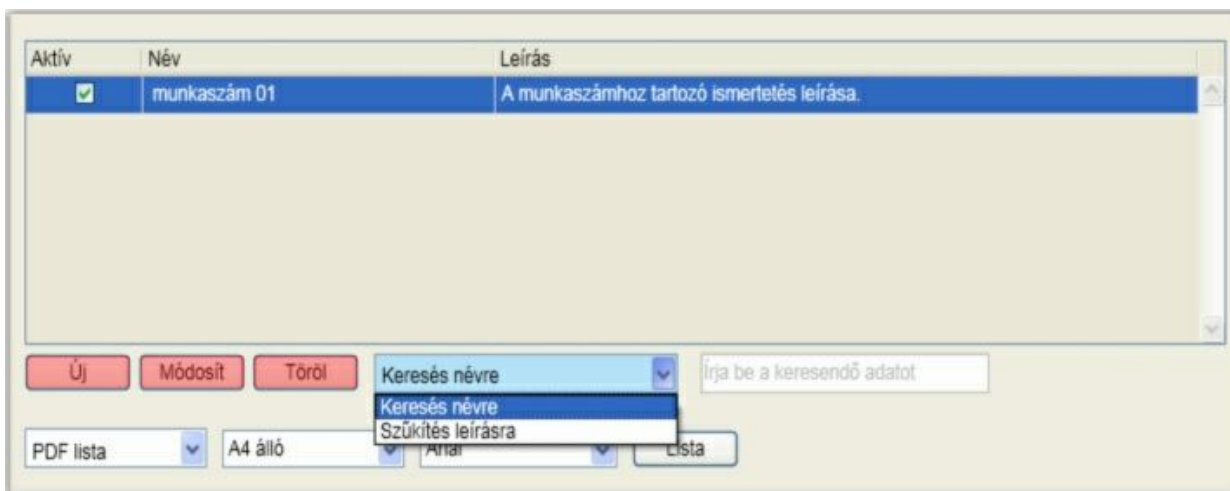 Aktív Név Leírás
munkaszám 01 A munkaszámhoz tartozó ismertetés leírása.
Új Módosít Töröl Keresés névre Írja be a keresendő adatot
Keresés névre
Szűkítés leírásra
PDF lista A4 álló Arial Lista